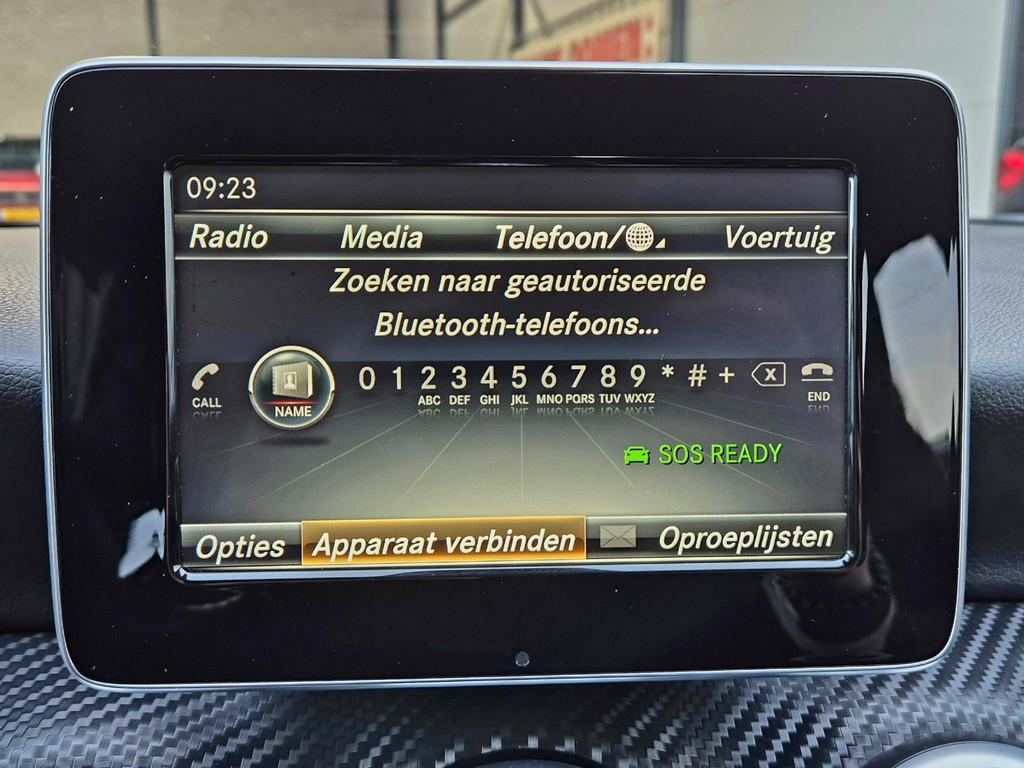 09:23
Radio Media Telefoon/ Voertuig
Zoeken naar geautoriseerde
Bluetooth-telefoons...
0 1 2 3 4 5 6 7 8 9 * # +
CALL NAME ABC DEF GHI JKL MNO PQRS TUV WXYZ END
SOS READY
Opties Apparaat verbinden Oproeplijsten